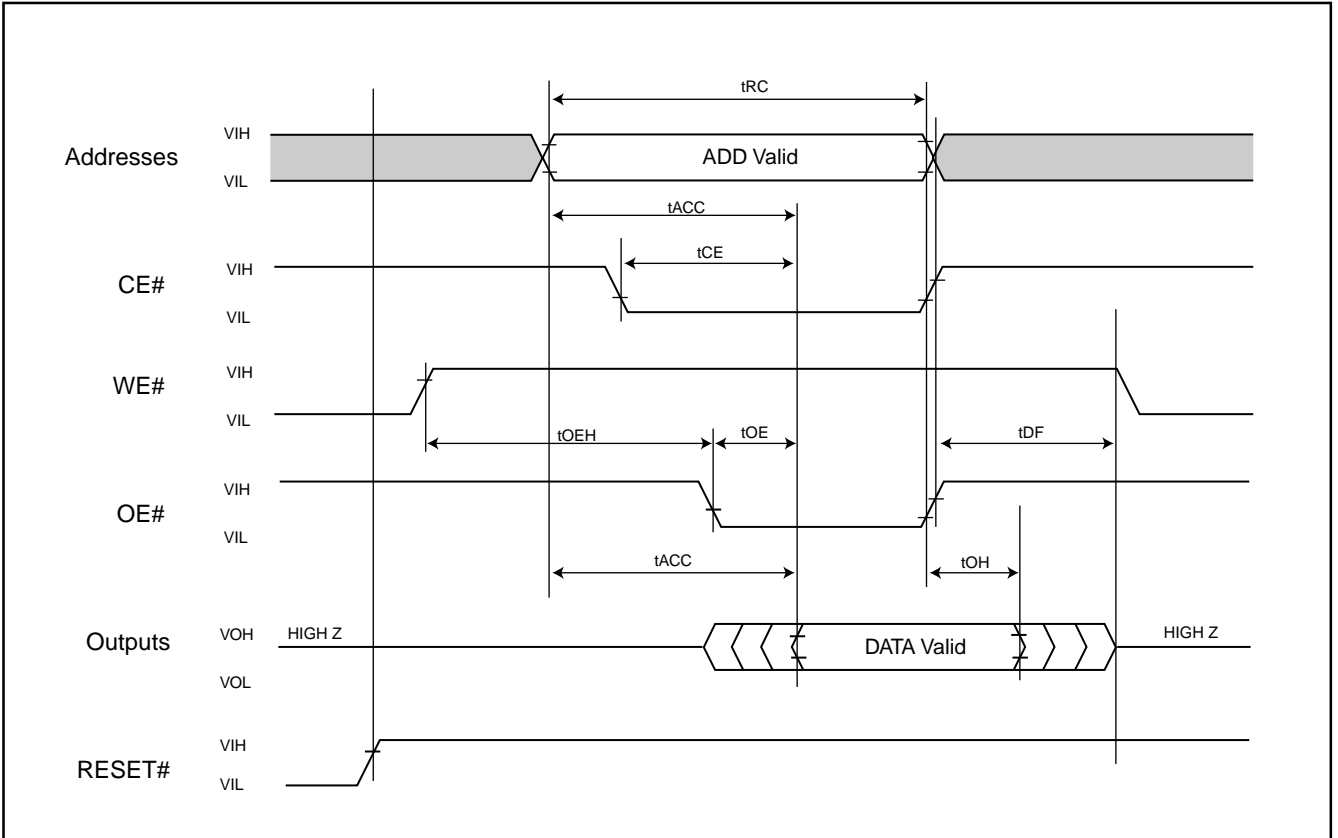 tRC
VIH
Addresses
ADD Valid
VIL
tACC
tCE
VIH
CE#
VIL
VIH
WE#
VIL
tOEH
tOE
tDF
VIH
OE#
VIL
tACC
tOH
Outputs
VOH
HIGH Z
DATA Valid
HIGH Z
VOL
VIH
RESET#
VIL